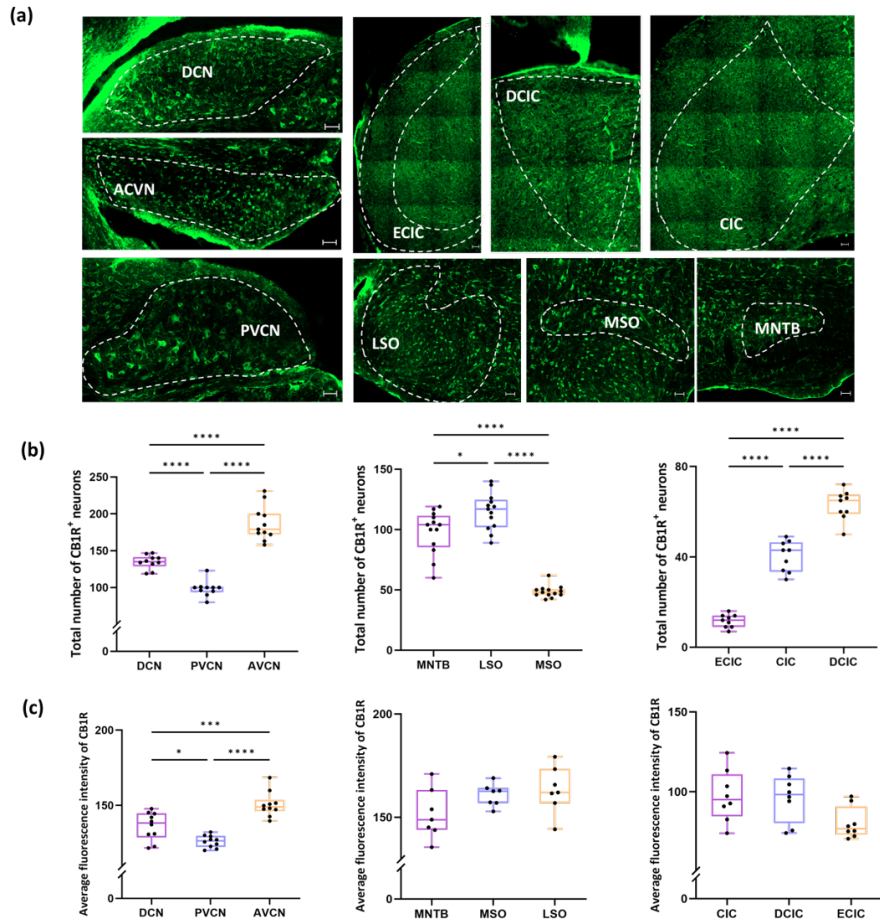 (a)
DCN
ACVN
PVCN
ECIC
DCIC
CIC
LSO
MSO
MNTB
(b)
Total number of CB1R+ neurons
250
200
150
100
0
**** 
**** ****
DCN PVCN AVCN
Total number of CB1R+ neurons
150
100
50
0
****
* ****
MNTB LSO MSO
Total number of CB1R+ neurons
80
40
0
****
**** ****
ECIC CIC DCIC
(c)
Average fluorescence intensity of CB1R
200
150
0
***
* ****
DCN PVCN AVCN
Average fluorescence intensity of CB1R
200
150
0
MNTB MSO LSO
Average fluorescence intensity of CB1R
150
100
0
CIC DCIC ECIC